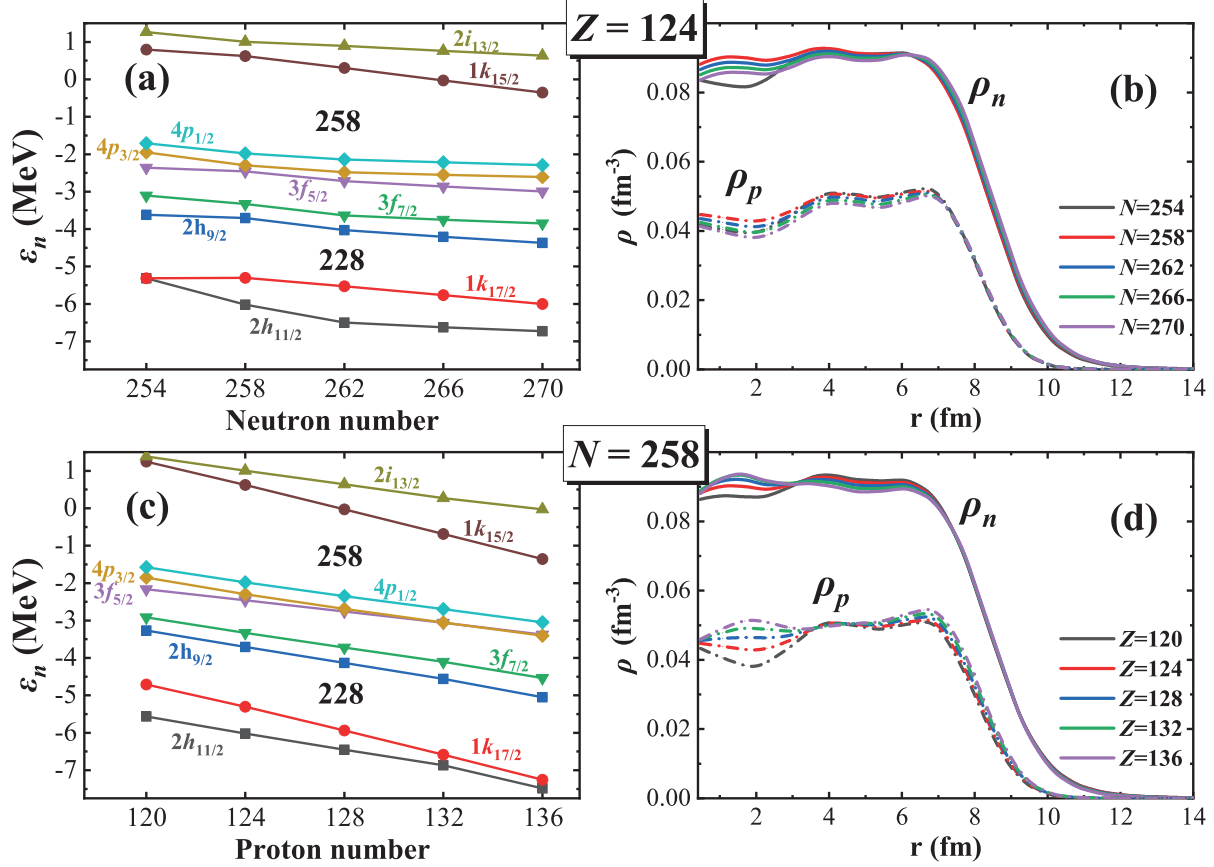 Z = 124
(a)
1
0
-1
-2
-3
-4
-5
-6
-7
εn (MeV)
2i13/2
1k15/2
258
4p1/2
4p3/2
3f5/2
3f7/2
2h9/2
228
1k17/2
2h11/2
254 258 262 266 270
Neutron number
(b)
0.08
0.06
0.04
0.02
0.00
ρ (fm-3)
ρn
ρp
N=254
N=258
N=262
N=266
N=270
2 4 6 8 10 12 14
r (fm)
N = 258
(c)
1
0
-1
-2
-3
-4
-5
-6
-7
εn (MeV)
2i13/2
1k15/2
258
4p3/2
4p1/2
3f5/2
3f7/2
2h9/2
228
1k17/2
2h11/2
120 124 128 132 136
Proton number
(d)
0.08
0.06
0.04
0.02
0.00
ρ (fm-3)
ρn
ρp
Z=120
Z=124
Z=128
Z=132
Z=136
2 4 6 8 10 12 14
r (fm)